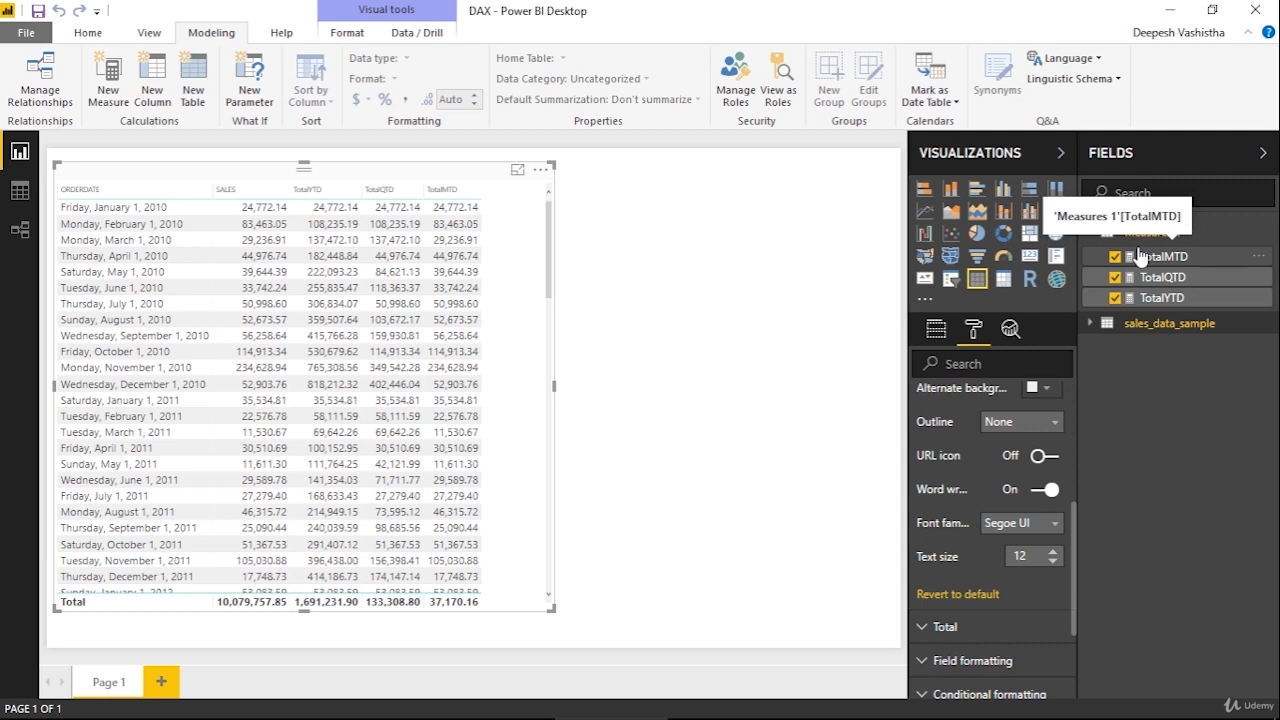 Visual tools
DAX - Power BI Desktop
File Home View Modeling Help Format Data / Drill
Deepesh Vashistha
Manage Relationships
New Measure
New Column
New Table
New Parameter
Sort by Column
Data type:
Format:
$ % , Auto
Home Table:
Data Category: Uncategorized
Default Summarization: Don't summarize
Manage Roles
View as Roles
New Group
Edit Groups
Mark as Date Table
Synonyms
Language
Linguistic Schema
Relationships Calculations What If Sort Formatting Properties Security Groups Calendars Q&A
ORDERDATE SALES TotalYTD TotalQTD TotalMTD
Friday, January 1, 2010 24,772.14 24,772.14 24,772.14 24,772.14
Monday, February 1, 2010 83,463.05 108,235.19 108,235.19 83,463.05
Monday, March 1, 2010 29,236.91 137,472.10 137,472.10 29,236.91
Thursday, April 1, 2010 44,976.74 182,448.84 44,976.74 44,976.74
Saturday, May 1, 2010 39,644.39 222,093.23 84,621.13 39,644.39
Tuesday, June 1, 2010 33,742.24 255,835.47 118,363.37 33,742.24
Thursday, July 1, 2010 50,998.60 306,834.07 50,998.60 50,998.60
Sunday, August 1, 2010 52,673.57 359,507.64 103,672.17 52,673.57
Wednesday, September 1, 2010 56,258.64 415,766.28 159,930.81 56,258.64
Friday, October 1, 2010 114,913.34 530,679.62 114,913.34 114,913.34
Monday, November 1, 2010 234,628.94 765,308.56 349,542.28 234,628.94
Wednesday, December 1, 2010 52,903.76 818,212.32 402,446.04 52,903.76
Saturday, January 1, 2011 35,534.81 35,534.81 35,534.81 35,534.81
Tuesday, February 1, 2011 22,576.78 58,111.59 58,111.59 22,576.78
Tuesday, March 1, 2011 11,530.67 69,642.26 69,642.26 11,530.67
Friday, April 1, 2011 30,510.69 100,152.95 30,510.69 30,510.69
Sunday, May 1, 2011 11,611.30 111,764.25 42,121.99 11,611.30
Wednesday, June 1, 2011 29,589.78 141,354.03 71,711.77 29,589.78
Friday, July 1, 2011 27,279.40 168,633.43 27,279.40 27,279.40
Monday, August 1, 2011 46,315.72 214,949.15 73,595.12 46,315.72
Thursday, September 1, 2011 25,090.44 240,039.59 98,685.56 25,090.44
Saturday, October 1, 2011 51,367.53 291,407.12 51,367.53 51,367.53
Tuesday, November 1, 2011 105,030.88 396,438.00 156,398.41 105,030.88
Thursday, December 1, 2011 17,748.73 414,186.73 174,147.14 17,748.73
Total 10,079,757.85 1,691,231.90 133,308.80 37,170.16
VISUALIZATIONS
R
Search
Alternate backgr...
Outline None
URL icon Off
Word wr... On
Font fam... Segoe UI
Text size 12
Revert to default
Total
Field formatting
Conditional formatting
FIELDS
Search
'Measures 1'[TotalMTD]
TotalMTD
TotalQTD
TotalYTD
sales_data_sample
Page 1
PAGE 1 OF 1
Udemy